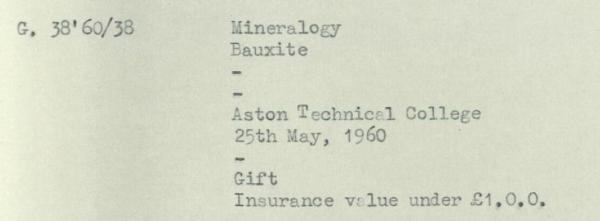 G. 38'60/38 Mineralogy
Bauxite
-
-
Aston Technical College
25th May, 1960
-
Gift
Insurance value under £1.0.0.